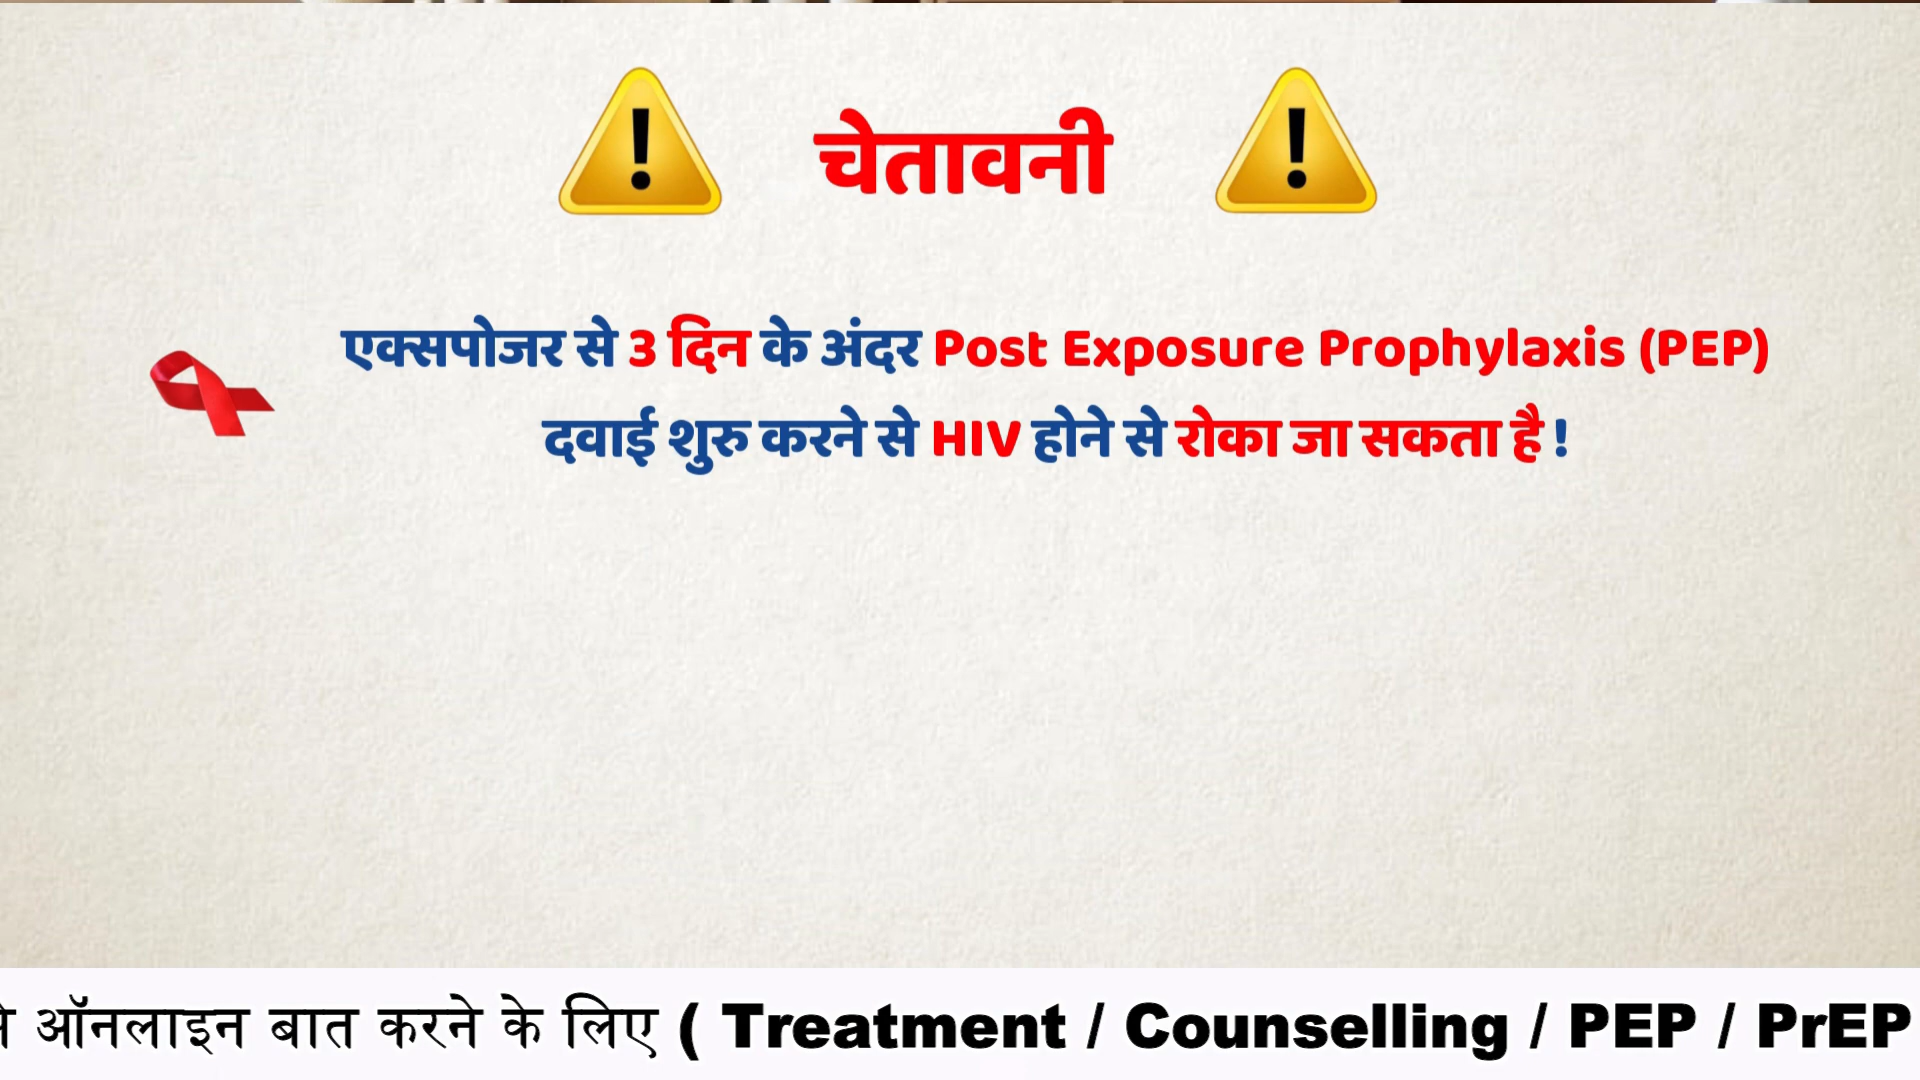 चेतावनी
एक्सपोजर से 3 दिन के अंदर Post Exposure Prophylaxis (PEP)
दवाई शुरु करने से HIV होने से रोका जा सकता है !
ऑनलाइन बात करने के लिए ( Treatment / Counselling / PEP / PrEP